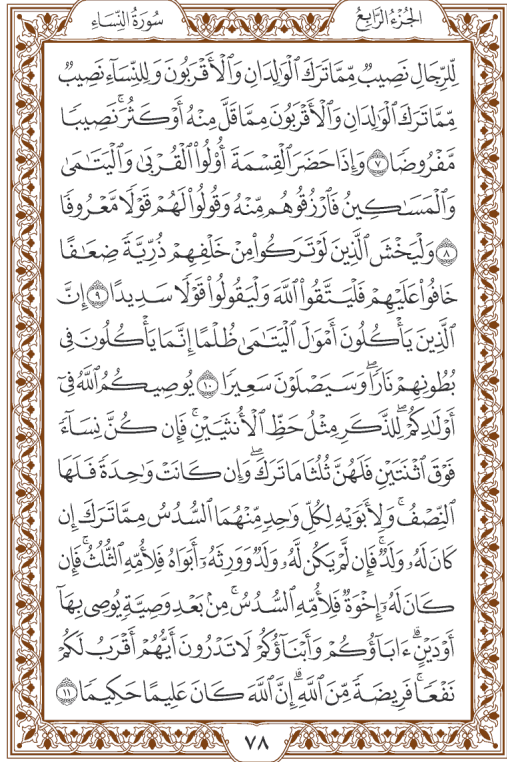 سُورَةُ النِّسَاءِ الجُزْءُ الرَّابِعُ
لِّلرِّجَالِ نَصِيبٞ مِّمَّا تَرَكَ ٱلۡوَٰلِدَانِ وَٱلۡأَقۡرَبُونَ وَلِلنِّسَآءِ نَصِيبٞ
مِّمَّا تَرَكَ ٱلۡوَٰلِدَانِ وَٱلۡأَقۡرَبُونَ مِمَّا قَلَّ مِنۡهُ أَوۡ كَثُرَۚ نَصِيبٗا
مَّفۡرُوضٗا ٧ وَإِذَا حَضَرَ ٱلۡقِسۡمَةَ أُوْلُواْ ٱلۡقُرۡبَىٰ وَٱلۡيَتَٰمَىٰ
وَٱلۡمَسَٰكِينُ فَٱرۡزُقُوهُم مِّنۡهُ وَقُولُواْ لَهُمۡ قَوۡلٗا مَّعۡرُوفٗا
٨ وَلۡيَخۡشَ ٱلَّذِينَ لَوۡ تَرَكُواْ مِنۡ خَلۡفِهِمۡ ذُرِّيَّةٗ ضِعَٰفًا
خَافُواْ عَلَيۡهِمۡ فَلۡيَتَّقُواْ ٱللَّهَ وَلۡيَقُولُواْ قَوۡلٗا سَدِيدًا ٩ إِنَّ
ٱلَّذِينَ يَأۡكُلُونَ أَمۡوَٰلَ ٱلۡيَتَٰمَىٰ ظُلۡمًا إِنَّمَا يَأۡكُلُونَ فِي
بُطُونِهِمۡ نَارٗاۖ وَسَيَصۡلَوۡنَ سَعِيرٗا ١٠ يُوصِيكُمُ ٱللَّهُ فِيٓ
أَوۡلَٰدِكُمۡۖ لِلذَّكَرِ مِثۡلُ حَظِّ ٱلۡأُنثَيَيۡنِۚ فَإِن كُنَّ نِسَآءٗ
فَوۡقَ ٱثۡنَتَيۡنِ فَلَهُنَّ ثُلُثَا مَا تَرَكَۖ وَإِن كَانَتۡ وَٰحِدَةٗ فَلَهَا
ٱلنِّصۡفُۚ وَلِأَبَوَيۡهِ لِكُلِّ وَٰحِدٖ مِّنۡهُمَا ٱلسُّدُسُ مِمَّا تَرَكَ إِن
كَانَ لَهُۥ وَلَدٞۚ فَإِن لَّمۡ يَكُن لَّهُۥ وَلَدٞ وَوَرِثَهُۥٓ أَبَوَاهُ فَلِأُمِّهِ ٱلثُّلُثُۚ فَإِن
كَانَ لَهُۥٓ إِخۡوَةٞ فَلِأُمِّهِ ٱلسُّدُسُۚ مِنۢ بَعۡدِ وَصِيَّةٖ يُوصِي بِهَآ
أَوۡ دَيۡنٍۗ ءَابَآؤُكُمۡ وَأَبۡنَآؤُكُمۡ لَا تَدۡرُونَ أَيُّهُمۡ أَقۡرَبُ لَكُمۡ
نَفۡعٗاۚ فَرِيضَةٗ مِّنَ ٱللَّهِۗ إِنَّ ٱللَّهَ كَانَ عَلِيمًا حَكِيمٗا ١١
٧٨